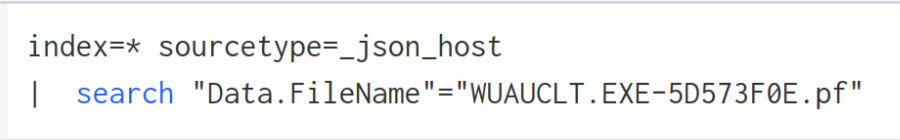 index=* sourcetype=_json_host
|  search "Data.FileName"="WUAUCLT.EXE-5D573F0E.pf"